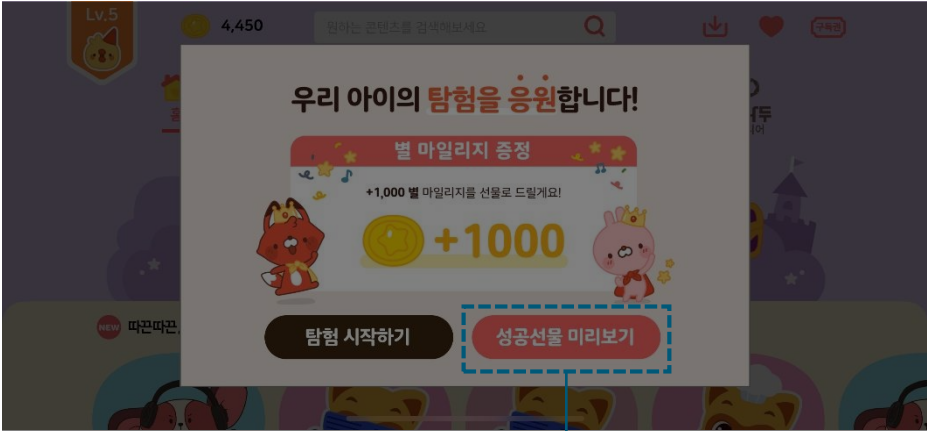 Lv.5
4,450
원하는 콘텐츠를 검색해보세요
구독권
우리 아이의 탐험을 응원합니다!
별 마일리지 증정
+1,000 별 마일리지를 선물로 드릴게요!
+1000
탐험 시작하기
성공선물 미리보기
NEW 따끈따끈